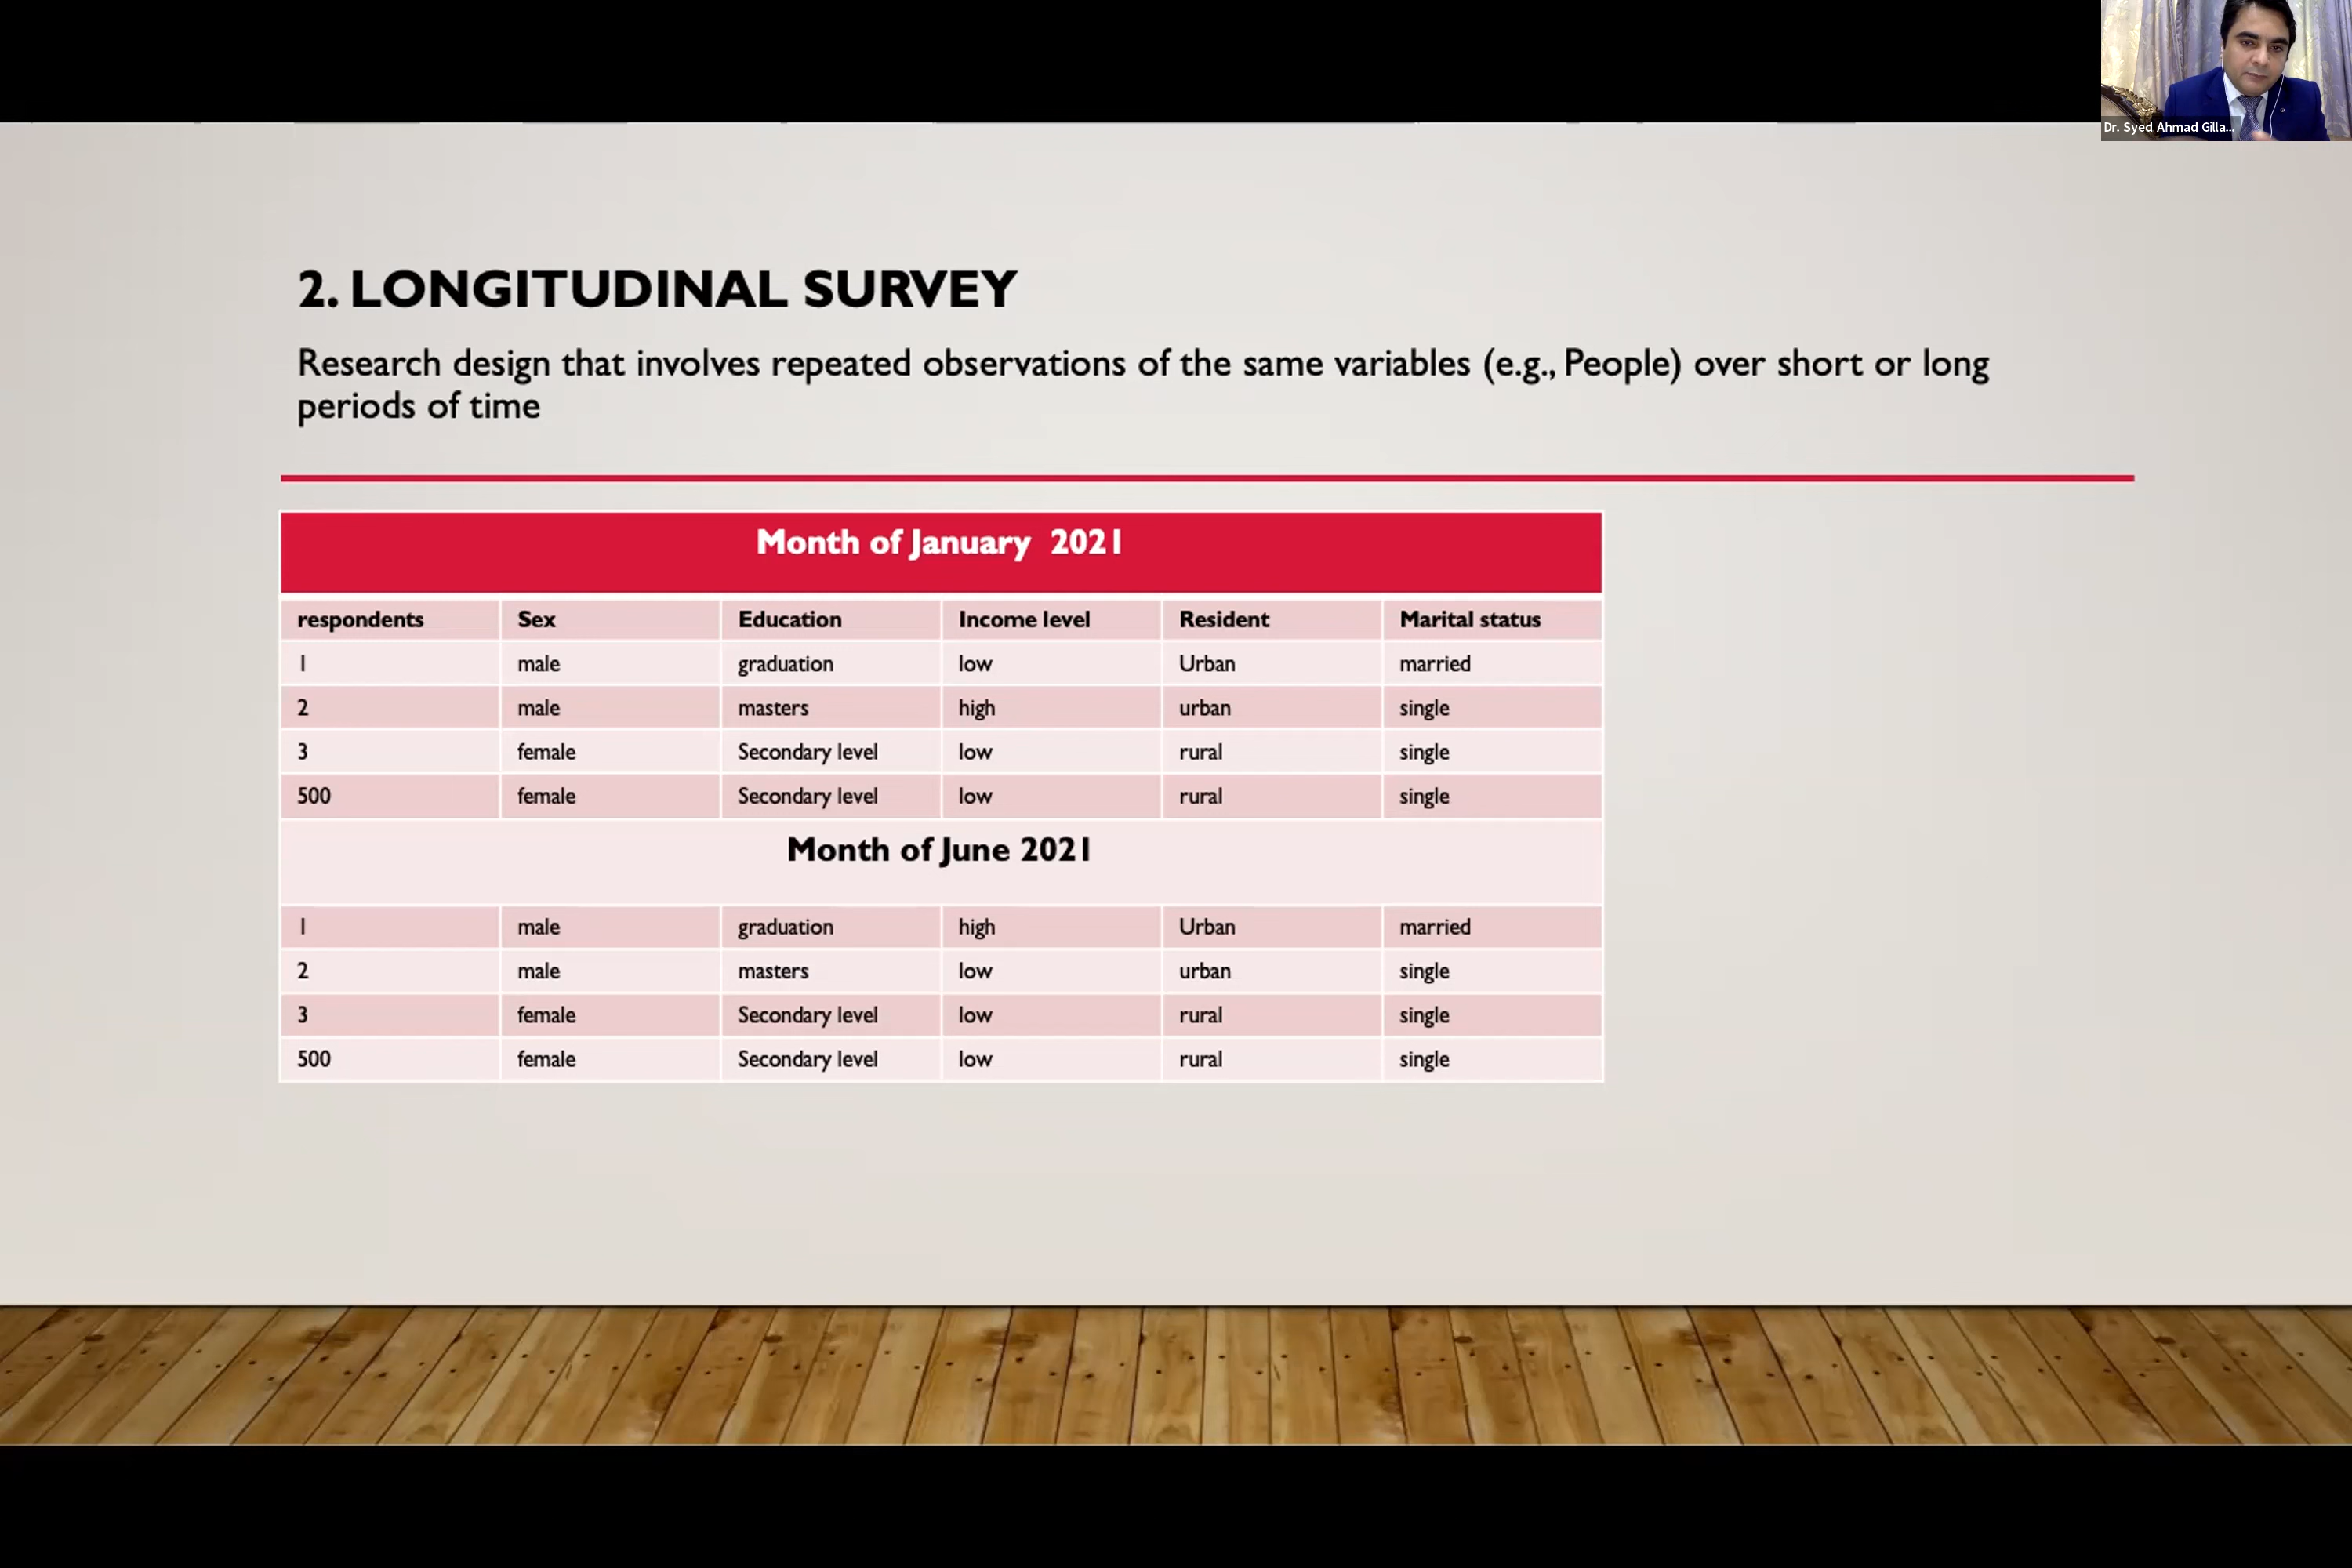 Dr. Syed Ahmad Gilla...
2. LONGITUDINAL SURVEY
Research design that involves repeated observations of the same variables (e.g., People) over short or long
periods of time
Month of January 2021
respondents Sex Education Income level Resident Marital status
1 male graduation low Urban married
2 male masters high urban single
3 female Secondary level low rural single
500 female Secondary level low rural single
Month of June 2021
1 male graduation high Urban married
2 male masters low urban single
3 female Secondary level low rural single
500 female Secondary level low rural single